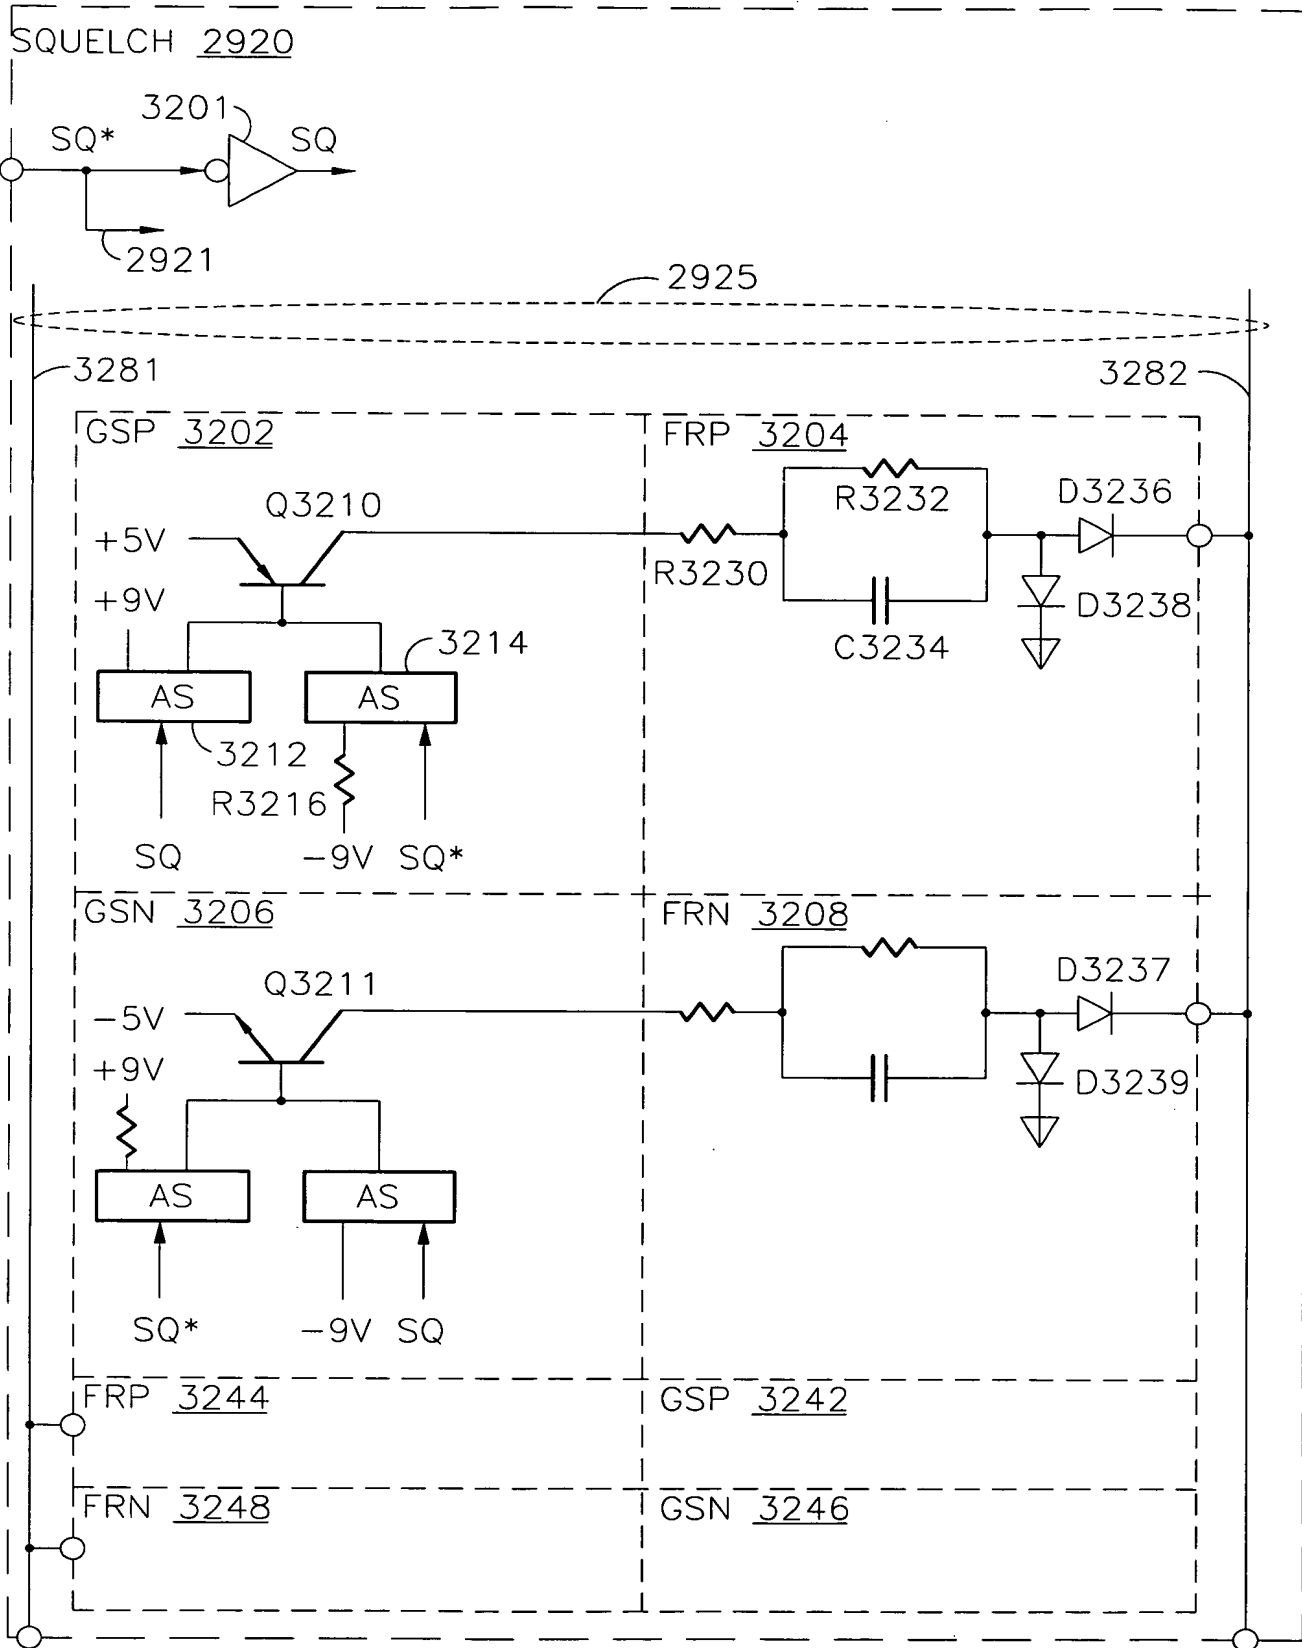 SQUELCH 2920
3201
SQ*
SQ
2921
2925
3281
3282
GSP 3202
FRP 3204
Q3210
R3232
D3236
+5V
R3230
+9V
D3238
3214
C3234
AS
AS
3212
R3216
SQ
-9V
SQ*
GSN 3206
FRN 3208
Q3211
D3237
-5V
+9V
D3239
AS
AS
SQ*
-9V
SQ
FRP 3244
GSP 3242
FRN 3248
GSN 3246